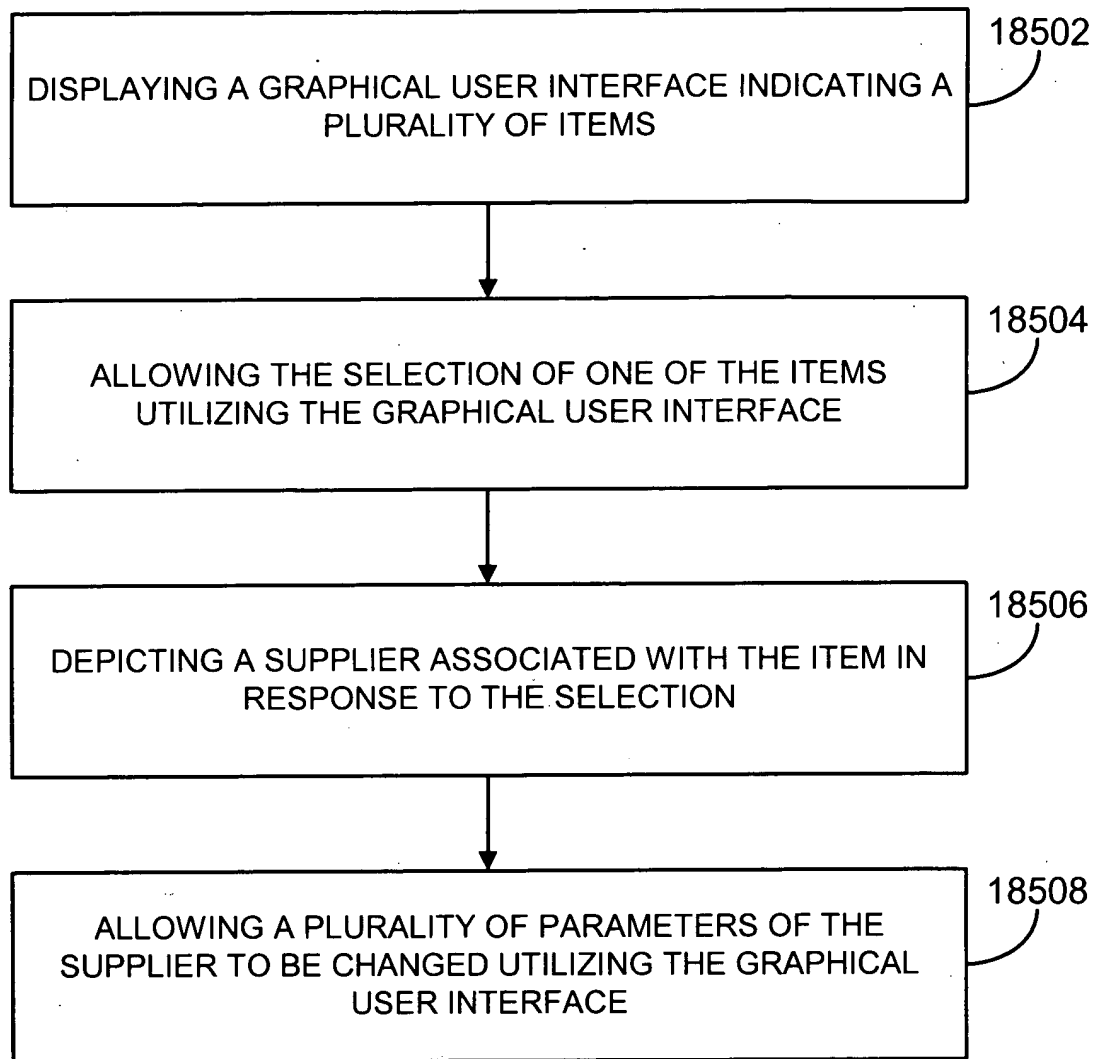 18502
DISPLAYING A GRAPHICAL USER INTERFACE INDICATING A
PLURALITY OF ITEMS
18504
ALLOWING THE SELECTION OF ONE OF THE ITEMS
UTILIZING THE GRAPHICAL USER INTERFACE
18506
DEPICTING A SUPPLIER ASSOCIATED WITH THE ITEM IN
RESPONSE TO THE SELECTION
18508
ALLOWING A PLURALITY OF PARAMETERS OF THE
SUPPLIER TO BE CHANGED UTILIZING THE GRAPHICAL
USER INTERFACE